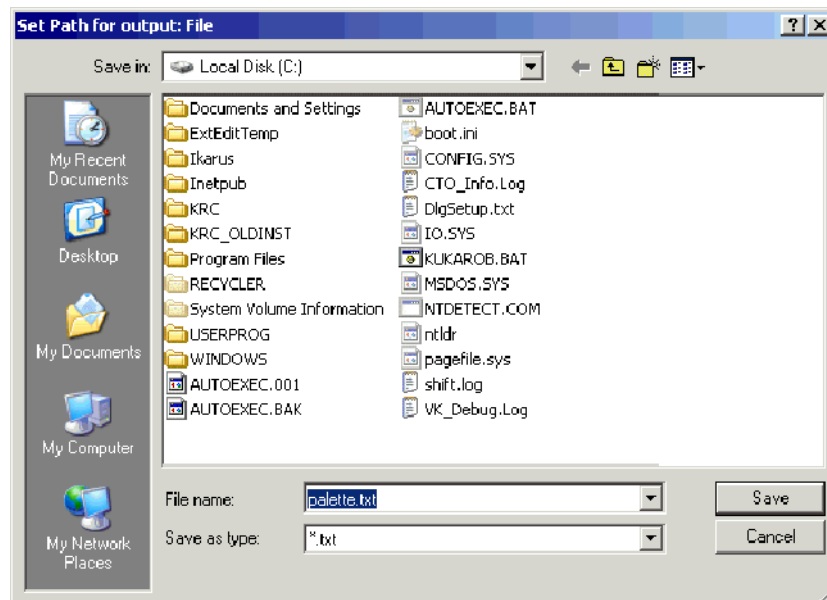 Set Path for output: File
Save in:
Local Disk (C:)
My Recent
Documents
Desktop
My Documents
My Computer
My Network
Places
Documents and Settings
ExtEditTemp
Ikarus
Inetpub
KRC
KRC_OLDINST
Program Files
RECYCLER
System Volume Information
USERPROG
WINDOWS
AUTOEXEC.001
AUTOEXEC.BAK
AUTOEXEC.BAT
boot.ini
CONFIG.SYS
CTO_Info.Log
DlgSetup.txt
IO.SYS
KUKAROB.BAT
MSDOS.SYS
NTDETECT.COM
ntldr
pagefile.sys
shift.log
VK_Debug.Log
File name:
palette.txt
Save
Save as type:
*.txt
Cancel